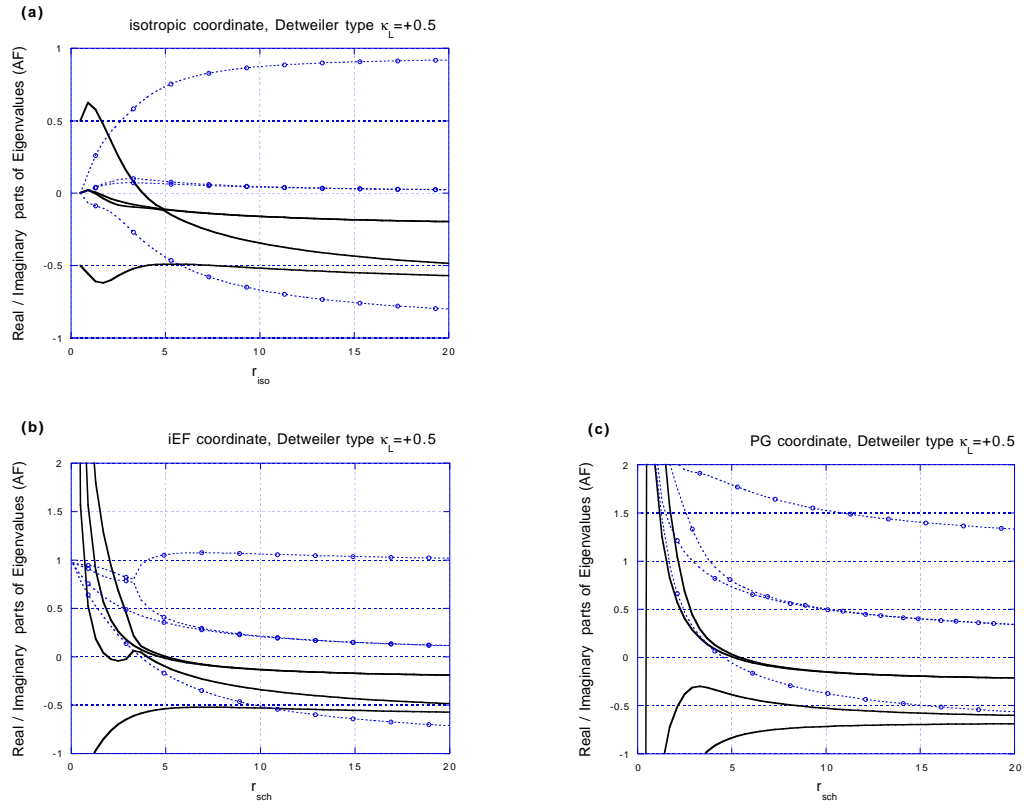 (a)
isotropic coordinate, Detweiler type κL=+0.5
Real / Imaginary parts of Eigenvalues (AF)
1
0.5
0
-0.5
-1
0 5 10 15 20
r iso
(b)
iEF coordinate, Detweiler type κL=+0.5
Real / Imaginary parts of Eigenvalues (AF)
2
1.5
1
0.5
0
-0.5
-1
0 5 10 15 20
r sch
(c)
PG coordinate, Detweiler type κL=+0.5
Real / Imaginary parts of Eigenvalues (AF)
2
1.5
1
0.5
0
-0.5
-1
0 5 10 15 20
r sch